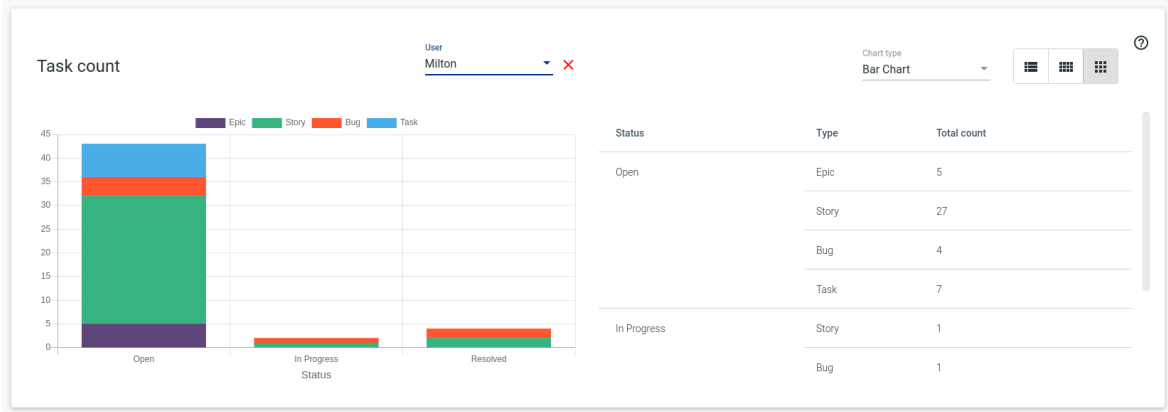 Task count
User
Milton
Chart type
Bar Chart
Epic Story Bug Task
45
40
35
30
25
20
15
10
5
0
Open In Progress Resolved
Status
Status Type Total count
Open Epic 5
Story 27
Bug 4
Task 7
In Progress Story 1
Bug 1